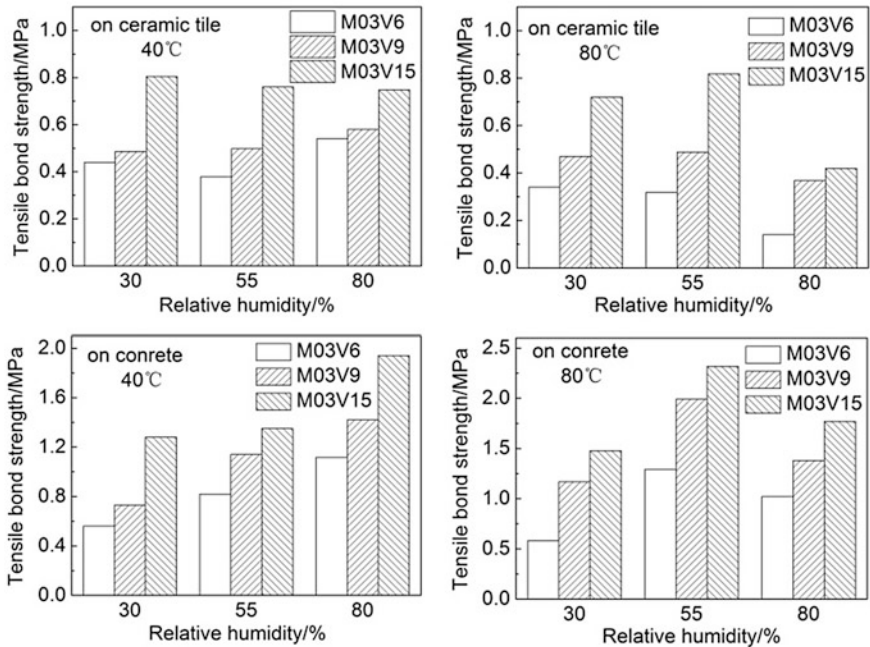 on ceramic tile
40℃
M03V6
M03V9
M03V15
Tensile bond strength/MPa
1.0
0.8
0.6
0.4
0.2
0.0
30 55 80
Relative humidity/%
on ceramic tile
80℃
M03V6
M03V9
M03V15
Tensile bond strength/MPa
1.0
0.8
0.6
0.4
0.2
0.0
30 55 80
Relative humidity/%
on conrete
40℃
M03V6
M03V9
M03V15
Tensile bond strength/MPa
2.0
1.6
1.2
0.8
0.4
0.0
30 55 80
Relative humidity/%
on conrete
80℃
M03V6
M03V9
M03V15
Tensile bond strength/MPa
2.5
2.0
1.5
1.0
0.5
0.0
30 55 80
Relative humidity/%